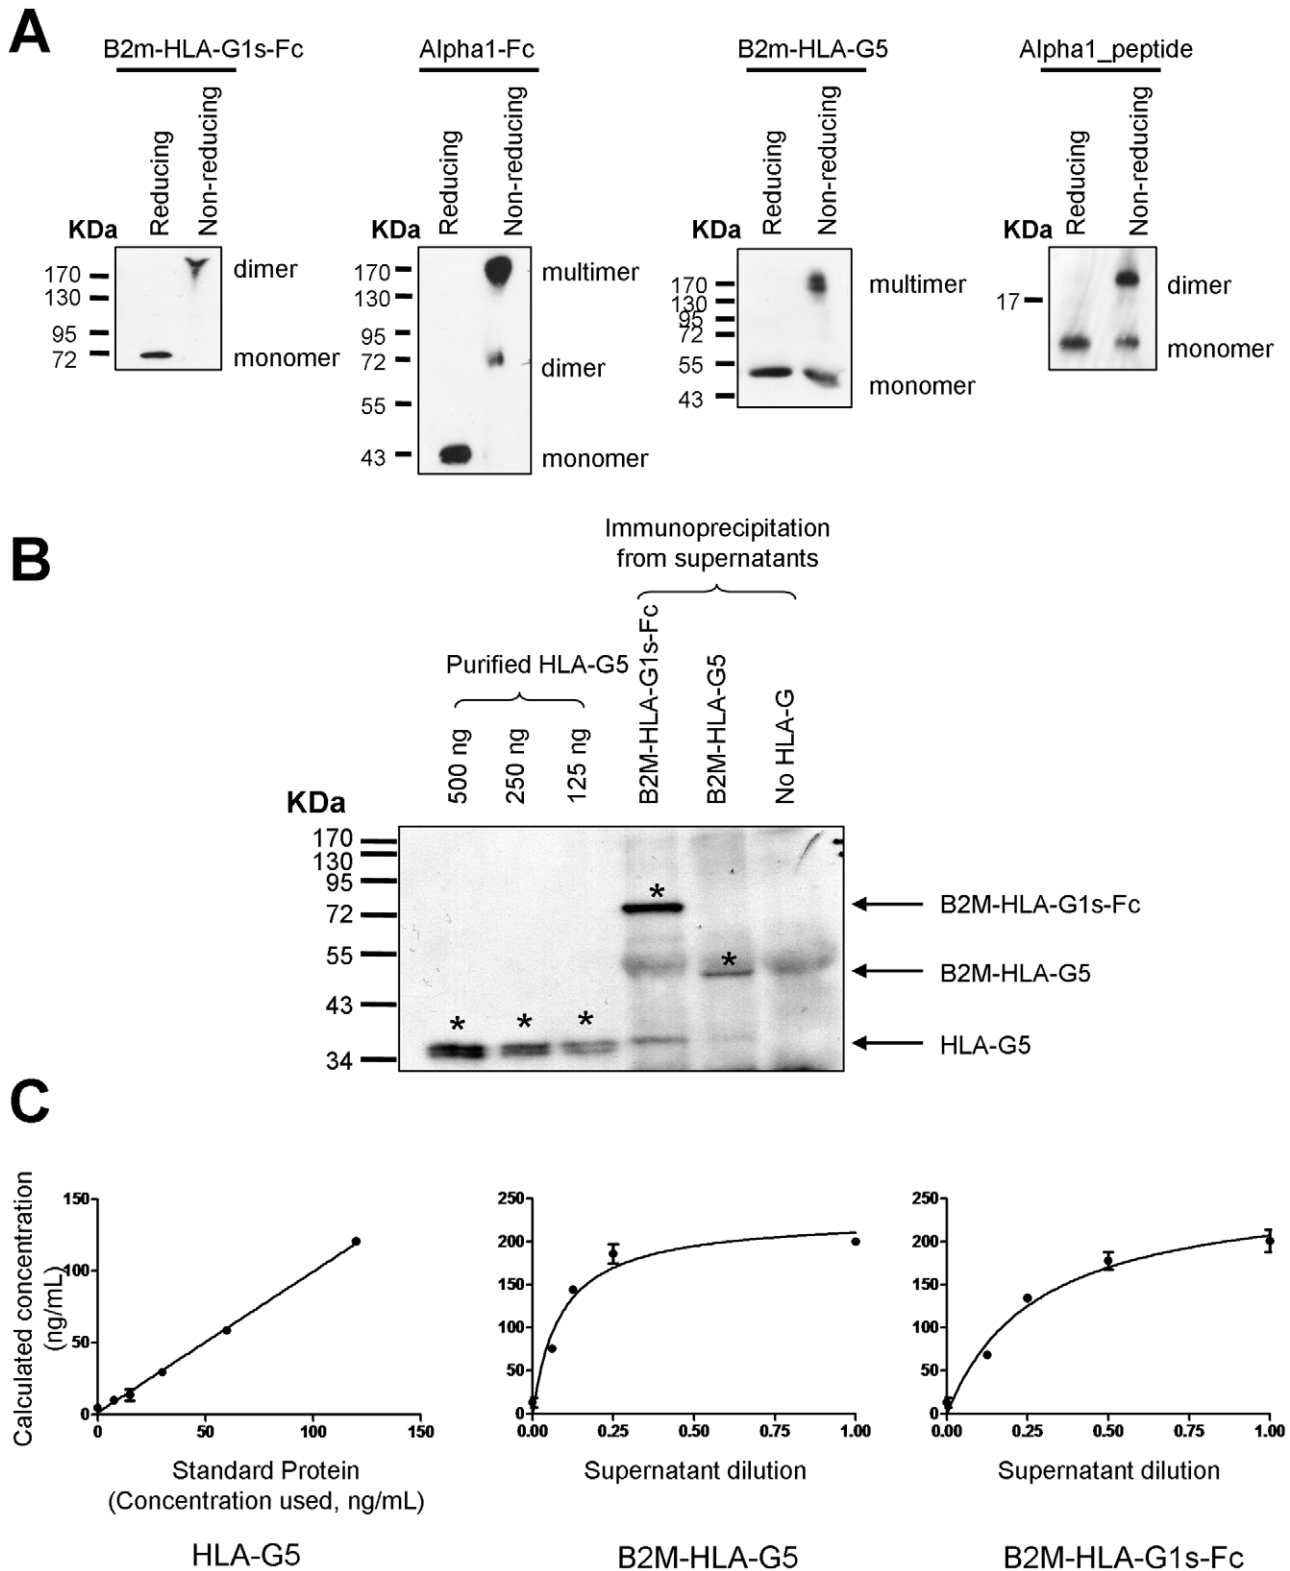 A
B2m-HLA-G1s-Fc
Alpha1-Fc
B2m-HLA-G5
Alpha1_peptide
KDa
Reducing
Non-reducing
170
130
95
72
dimer
monomer
KDa
Reducing
Non-reducing
170
130
95
72
55
43
multimer
dimer
monomer
KDa
Reducing
Non-reducing
170
130
95
72
55
43
multimer
monomer
KDa
Reducing
Non-reducing
17
dimer
monomer
B
Immunoprecipitation
from supernatants
Purified HLA-G5
500 ng
250 ng
125 ng
B2M-HLA-G1s-Fc
B2M-HLA-G5
No HLA-G
KDa
170
130
95
72
55
43
34
*
*
*
*
*
B2M-HLA-G1s-Fc
B2M-HLA-G5
HLA-G5
C
Calculated concentration
(ng/mL)
150
100
50
0
0
50
100
150
Standard Protein
(Concentration used, ng/mL)
HLA-G5
250
200
150
100
50
0
0.00
0.25
0.50
0.75
1.00
Supernatant dilution
B2M-HLA-G5
250
200
150
100
50
0
0.00
0.25
0.50
0.75
1.00
Supernatant dilution
B2M-HLA-G1s-Fc